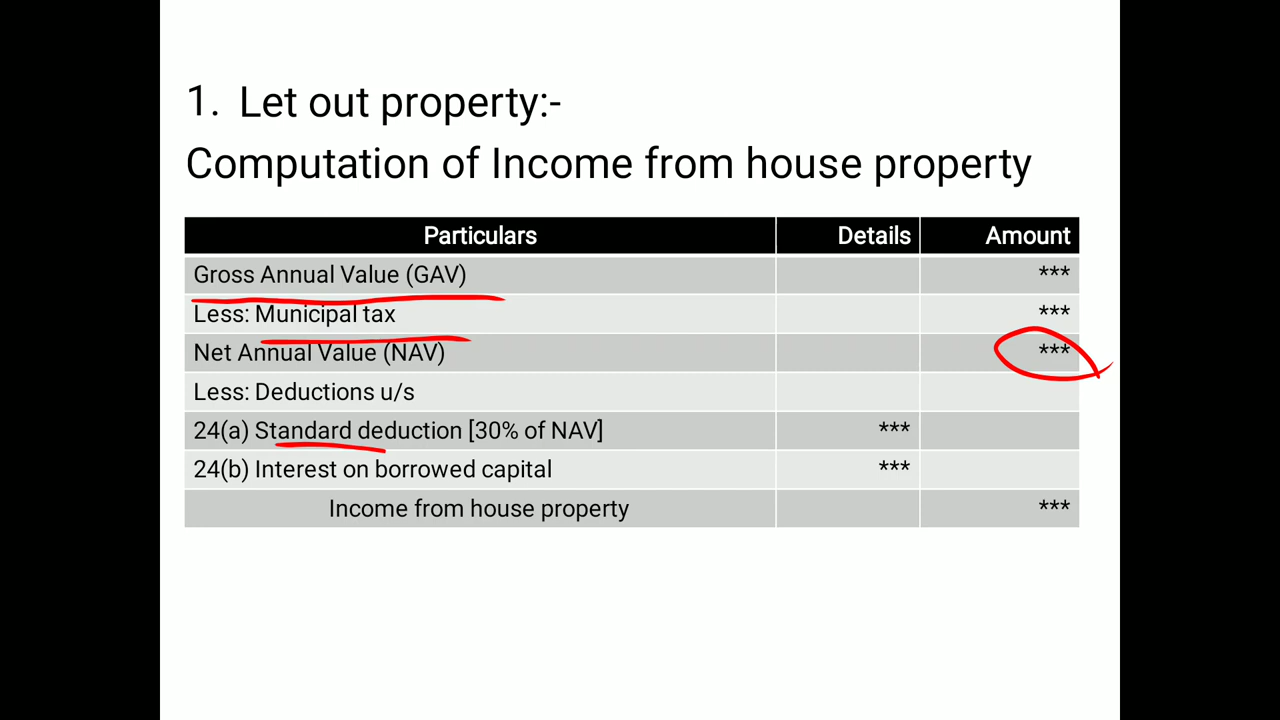 1. Let out property:-
Computation of Income from house property
Particulars Details Amount
Gross Annual Value (GAV) ***
Less: Municipal tax ***
Net Annual Value (NAV) ***
Less: Deductions u/s
24(a) Standard deduction [30% of NAV] ***
24(b) Interest on borrowed capital ***
Income from house property ***